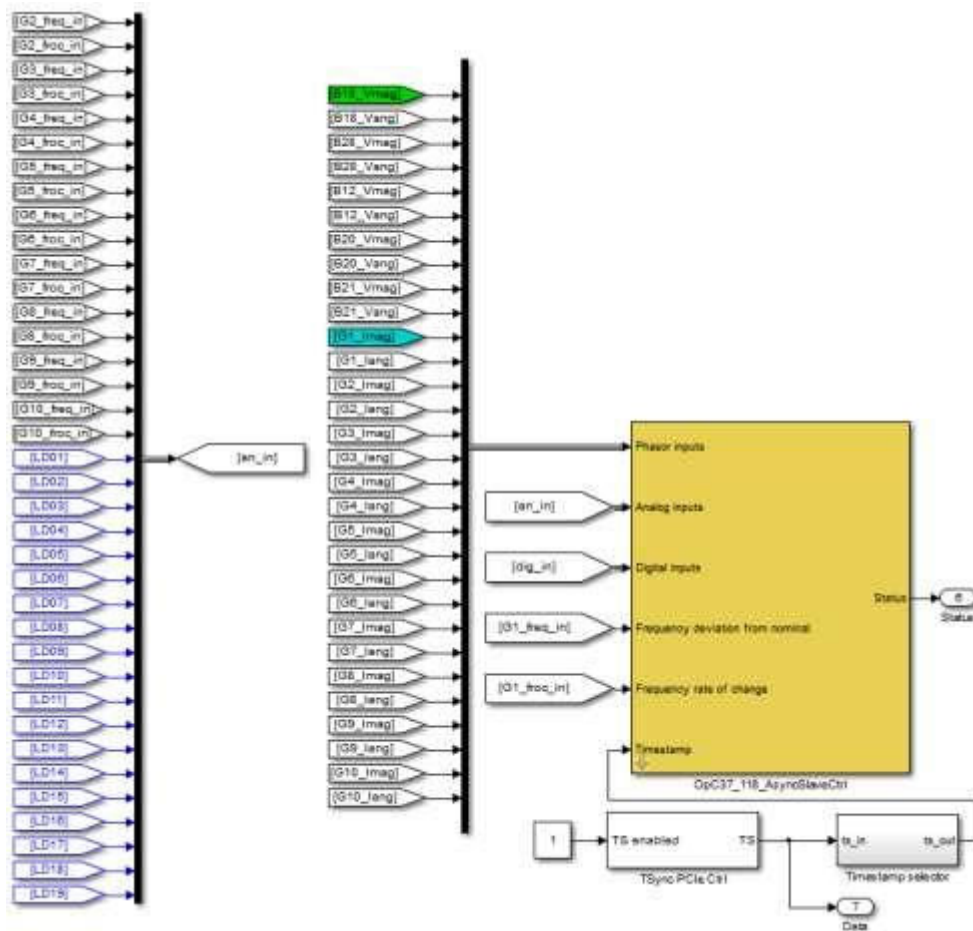 [G2_freq_in]
[G2_froc_in]
[G3_freq_in]
[G3_froc_in]
[G4_freq_in]
[G4_froc_in]
[G5_freq_in]
[G5_froc_in]
[G6_freq_in]
[G6_froc_in]
[G7_freq_in]
[G7_froc_in]
[G8_freq_in]
[G8_froc_in]
[G9_freq_in]
[G9_froc_in]
[G10_freq_in]
[G10_froc_in]
[LD01]
[LD02]
[LD03]
[LD04]
[LD05]
[LD06]
[LD07]
[LD08]
[LD09]
[LD10]
[LD11]
[LD12]
[LD13]
[LD14]
[LD15]
[LD16]
[LD17]
[LD18]
[LD19]
[an_in]
[B18_Vang]
[B12_Vmag]
[B12_Vang]
[B20_Vmag]
[B20_Vang]
[B21_Vmag]
[B21_Vang]
[G1_Imag]
[G1_Iang]
[G2_Imag]
[G2_Iang]
[G3_Imag]
[G3_Iang]
[G4_Imag]
[G4_Iang]
[G5_Imag]
[G5_Iang]
[G6_Imag]
[G6_Iang]
[G7_Imag]
[G7_Iang]
[G8_Imag]
[G8_Iang]
[G9_Imag]
[G9_Iang]
[G10_Imag]
[G10_Iang]
[an_in]
[dig_in]
[G1_freq_in]
[G1_froc_in]
Phasor inputs
Analog inputs
Digital inputs
Frequency deviation from nominal
Frequency rate of change
Timestamp
Status
6
Status
OpC37_118_AsyncSlaveCtrl
1
TS enabled
TS
TSync PCIe Ctrl
ts_in
ts_out
Timestamp selector
7
Data